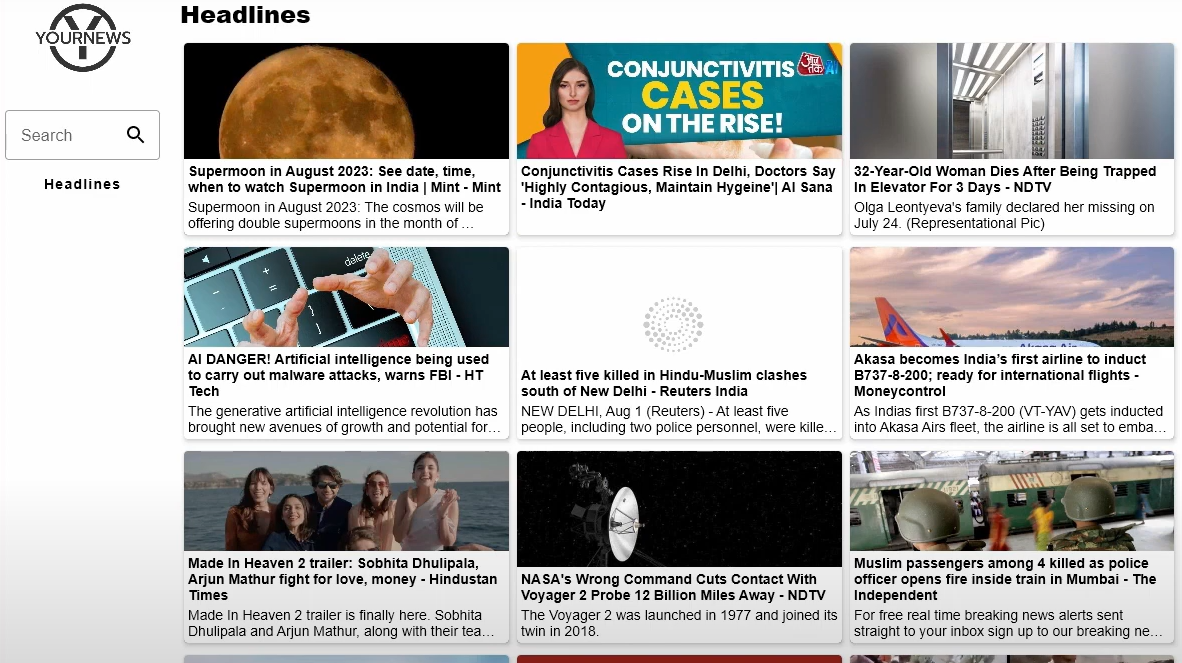 YOURNEWS
Search
Headlines
Headlines
Supermoon in August 2023: See date, time,
when to watch Supermoon in India | Mint - Mint
Supermoon in August 2023: The cosmos will be
offering double supermoons in the month of ...
CONJUNCTIVITIS
CASES
ON THE RISE!
Conjunctivitis Cases Rise In Delhi, Doctors Say
'Highly Contagious, Maintain Hygeine'| AI Sana
- India Today
32-Year-Old Woman Dies After Being Trapped
In Elevator For 3 Days - NDTV
Olga Leontyeva's family declared her missing on
July 24. (Representational Pic)
dalete
AI DANGER! Artificial intelligence being used
to carry out malware attacks, warns FBI - HT
Tech
The generative artificial intelligence revolution has
brought new avenues of growth and potential for...
At least five killed in Hindu-Muslim clashes
south of New Delhi - Reuters India
NEW DELHI, Aug 1 (Reuters) - At least five
people, including two police personnel, were kille...
Akasa Air
Akasa becomes India’s first airline to induct
B737-8-200; ready for international flights -
Moneycontrol
As Indias first B737-8-200 (VT-YAV) gets inducted
into Akasa Airs fleet, the airline is all set to emba...
Made In Heaven 2 trailer: Sobhita Dhulipala,
Arjun Mathur fight for love, money - Hindustan
Times
Made In Heaven 2 trailer is finally here. Sobhita
Dhulipala and Arjun Mathur, along with their tea...
NASA's Wrong Command Cuts Contact With
Voyager 2 Probe 12 Billion Miles Away - NDTV
The Voyager 2 was launched in 1977 and joined its
twin in 2018.
Muslim passengers among 4 killed as police
officer opens fire inside train in Mumbai - The
Independent
For free real time breaking news alerts sent
straight to your inbox sign up to our breaking ne...